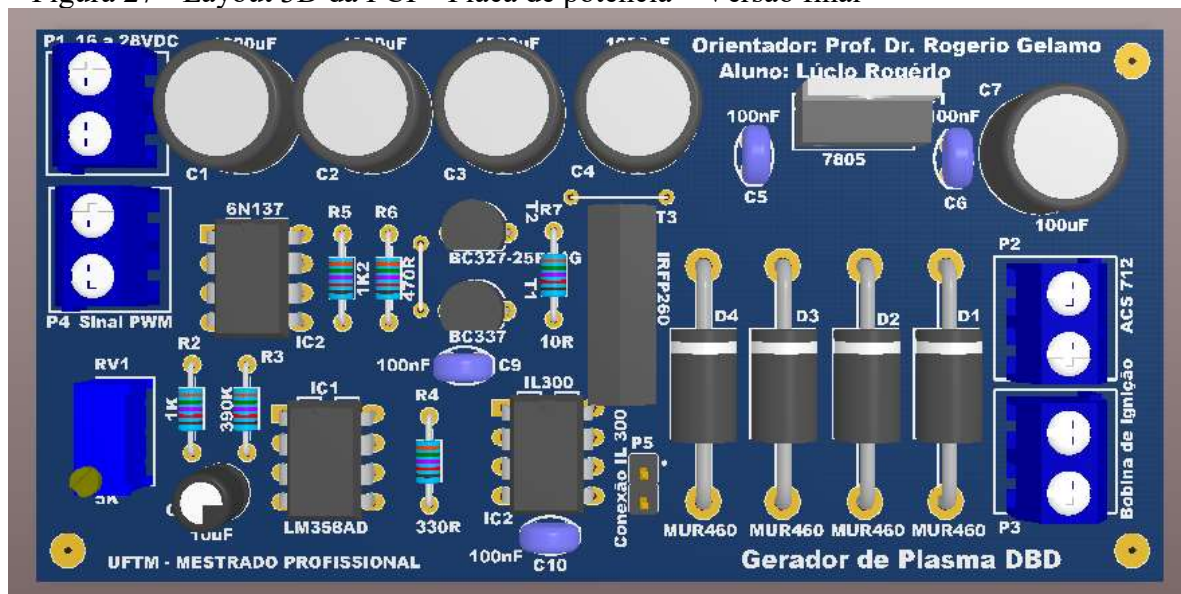 Figura 27 - Layout 3D da PCI – Placa de potência – Versão final
P1 16 a 28VDC
Orientador: Prof. Dr. Rogerio Gelamo
Aluno: Lúcio Rogério
C7
100nF
100nF
7805
C1
C2
C3
C4
C5
C6
100uF
6N137
R5
R6
T2
R7
T3
P2
1K2
470R
BC327-25
T1
IRFP260
ACS 712
P4 Sinal PWM
IC2
BC337
10R
D4
D3
D2
D1
R2
R3
RV1
100nF
C9
1K
390K
IC1
R4
IL300
Conexão IL 300
P5
Bobina de Ignição
5K
10uF
LM358AD
330R
IC2
MUR460
MUR460
MUR460
MUR460
P3
UFTM - MESTRADO PROFISSIONAL
100nF
C10
Gerador de Plasma DBD